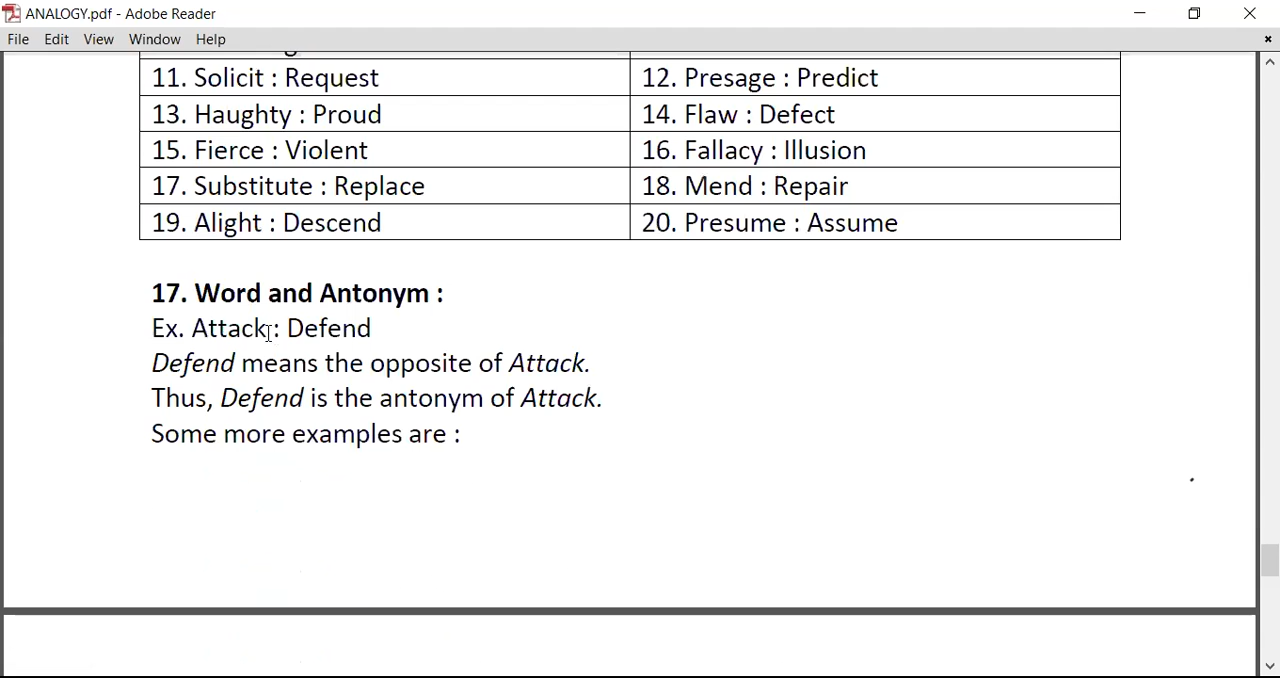 ANALOGY.pdf - Adobe Reader
File Edit View Window Help
11. Solicit : Request 12. Presage : Predict
13. Haughty : Proud 14. Flaw : Defect
15. Fierce : Violent 16. Fallacy : Illusion
17. Substitute : Replace 18. Mend : Repair
19. Alight : Descend 20. Presume : Assume
17. Word and Antonym :
Ex. Attack : Defend
Defend means the opposite of Attack.
Thus, Defend is the antonym of Attack.
Some more examples are :